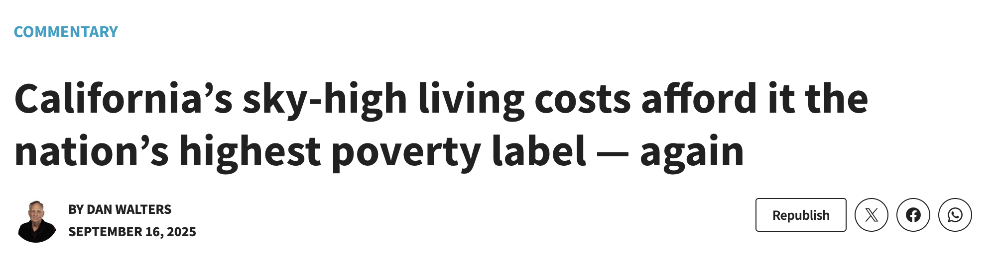 COMMENTARY
California’s sky-high living costs afford it the
nation’s highest poverty label — again
BY DAN WALTERS
SEPTEMBER 16, 2025
Republish